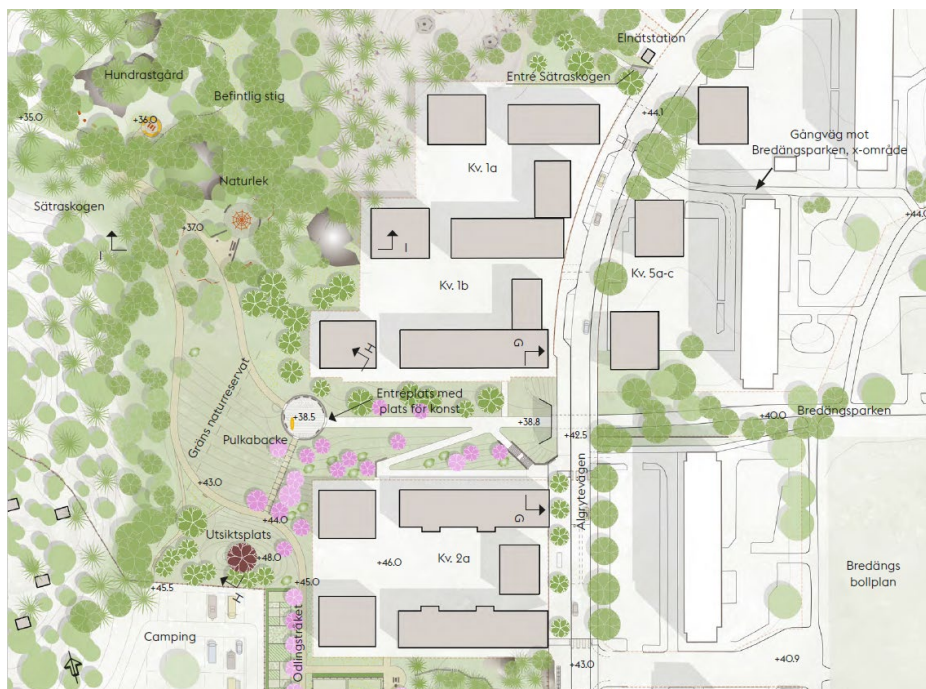 Elnätstation
Hundrastgård
Entré Sätraskogen
Befintlig stig
+35.0
+36.0
+44.1
Gångväg mot
Bredängsparken, x-område
Kv. 1a
Naturlek
Sätraskogen
+37.0
+44.0
I
I
Kv. 5a-c
Kv. 1b
H
G
Gräns naturreservat
Entréplats med
plats för konst
+38.5
+38.8
+40.0
Bredängsparken
Pulkabacke
+42.5
+43.0
+44.0
Ålgrytevägen
G
Utsiktsplats
+48.0
Kv. 2a
+46.0
Bredängs
bollplan
+45.5
H
+45.0
Camping
Odlingstråket
+43.0
+40.9